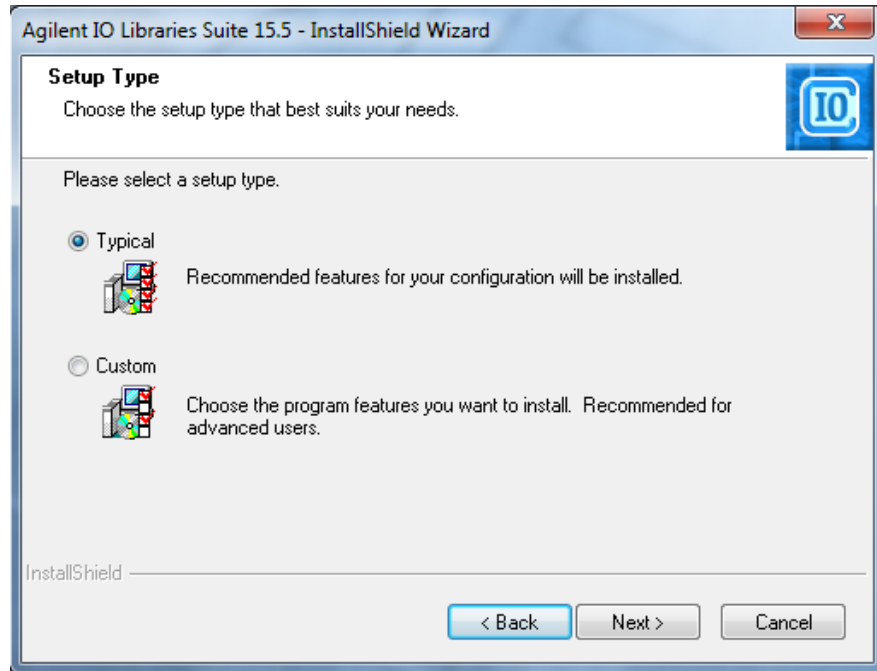 Agilent IO Libraries Suite 15.5 - InstallShield Wizard
Setup Type
Choose the setup type that best suits your needs.
IO
Please select a setup type.
Typical
Recommended features for your configuration will be installed.
Custom
Choose the program features you want to install.  Recommended for
advanced users.
InstallShield
< Back Next > Cancel